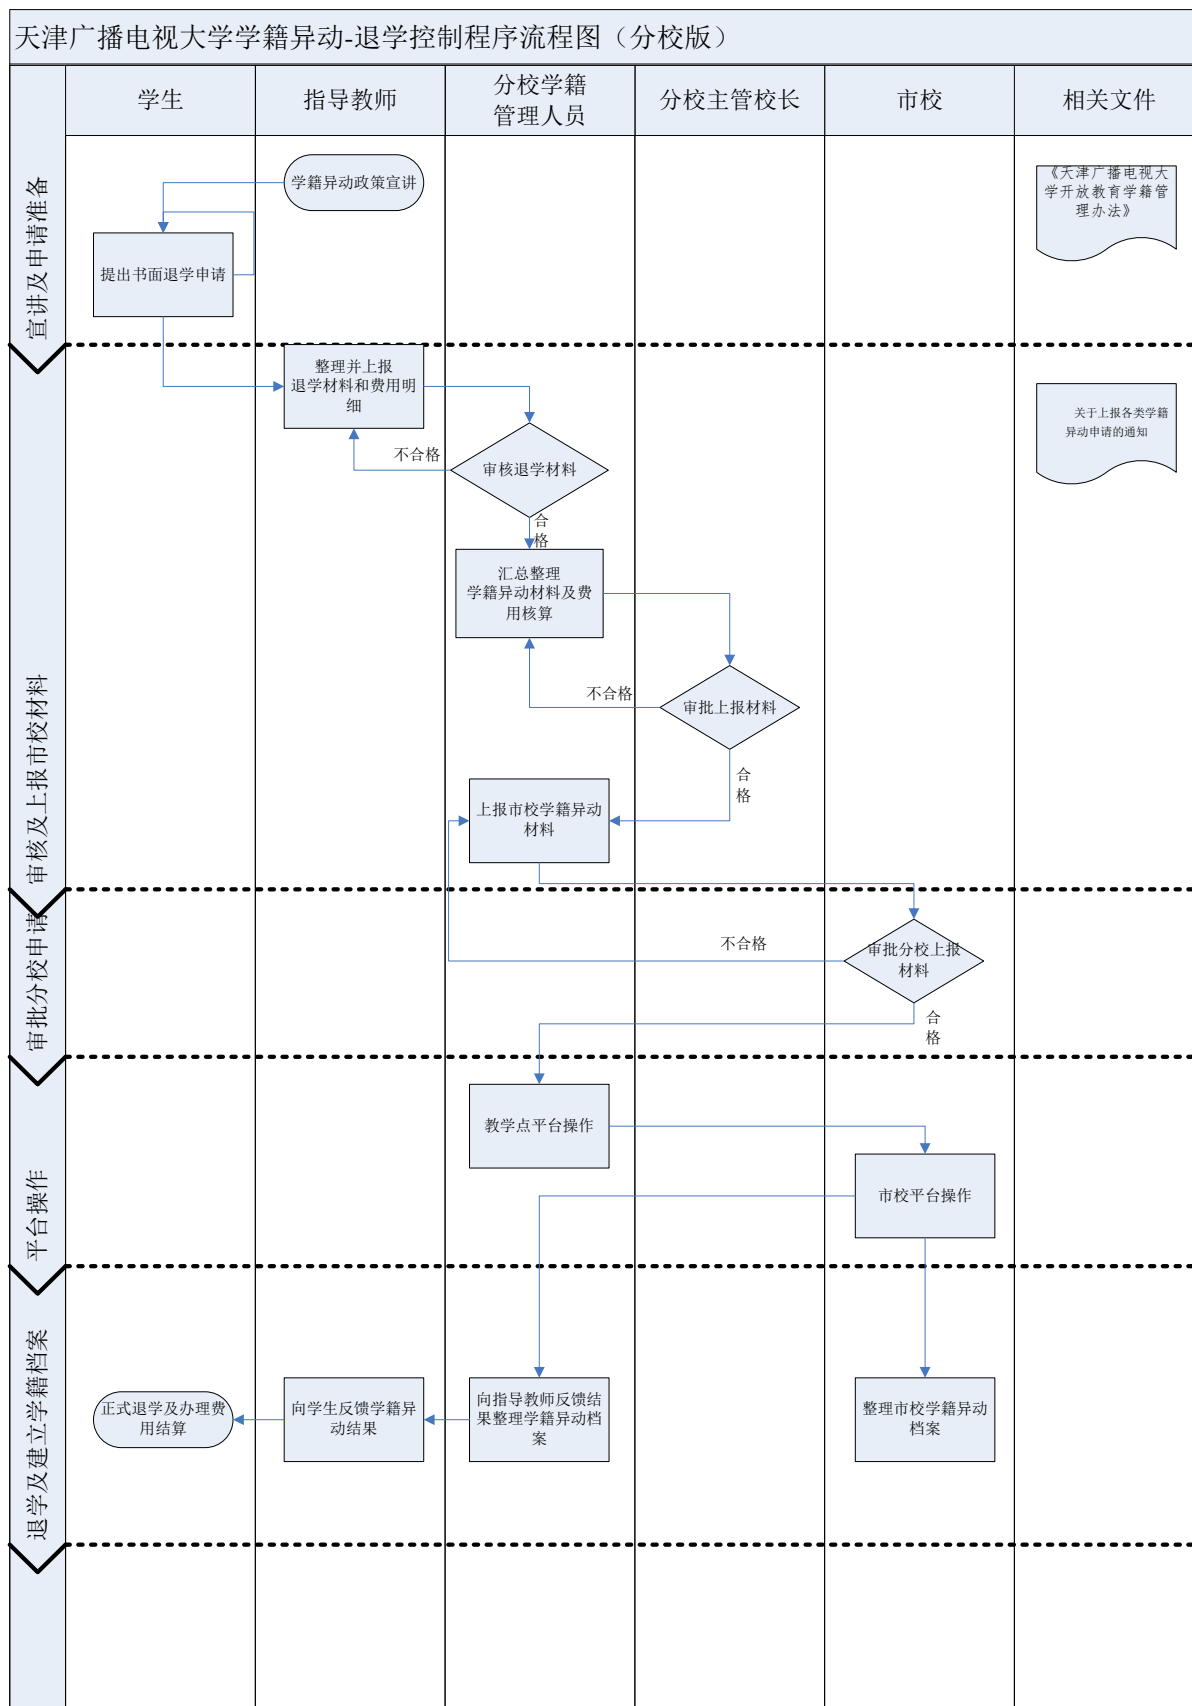 天津广播电视大学学籍异动-退学控制程序流程图（分校版）
学生
指导教师
分校学籍
管理人员
分校主管校长
市校
相关文件
宣讲及申请准备
学籍异动政策宣讲
《天津广播电视大
学开放教育学籍管
理办法》
提出书面退学申请
审核及上报市校材料
整理并上报
退学材料和费用明
细
关于上报各类学籍
异动申请的通知
不合格
审核退学材料
合
格
汇总整理
学籍异动材料及费
用核算
不合格
审批上报材料
合
格
上报市校学籍异动
材料
审批分校申请
不合格
审批分校上报
材料
合
格
平台操作
教学点平台操作
市校平台操作
退学及建立学籍档案
正式退学及办理费
用结算
向学生反馈学籍异
动结果
向指导教师反馈结
果整理学籍异动档
案
整理市校学籍异动
档案